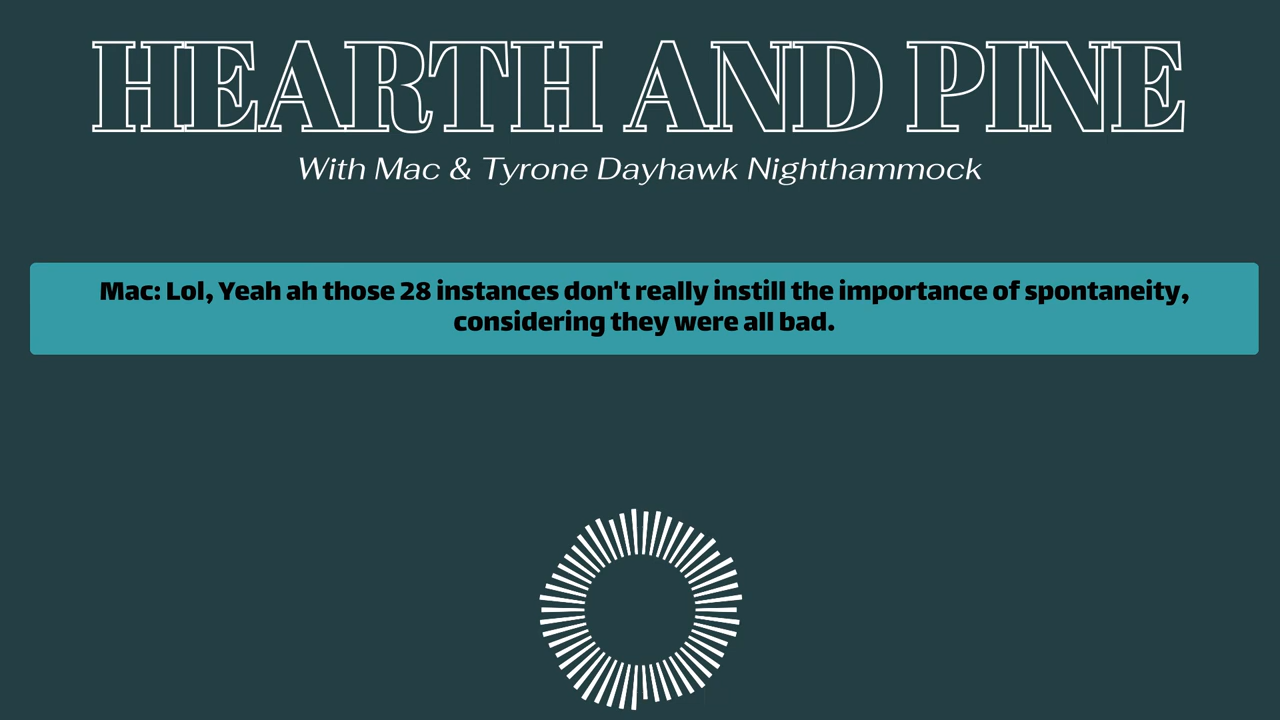 HEARTH AND PINE
With Mac & Tyrone Dayhawk Nighthammock
Mac: Lol, Yeah ah those 28 instances don't really instill the importance of spontaneity,
considering they were all bad.